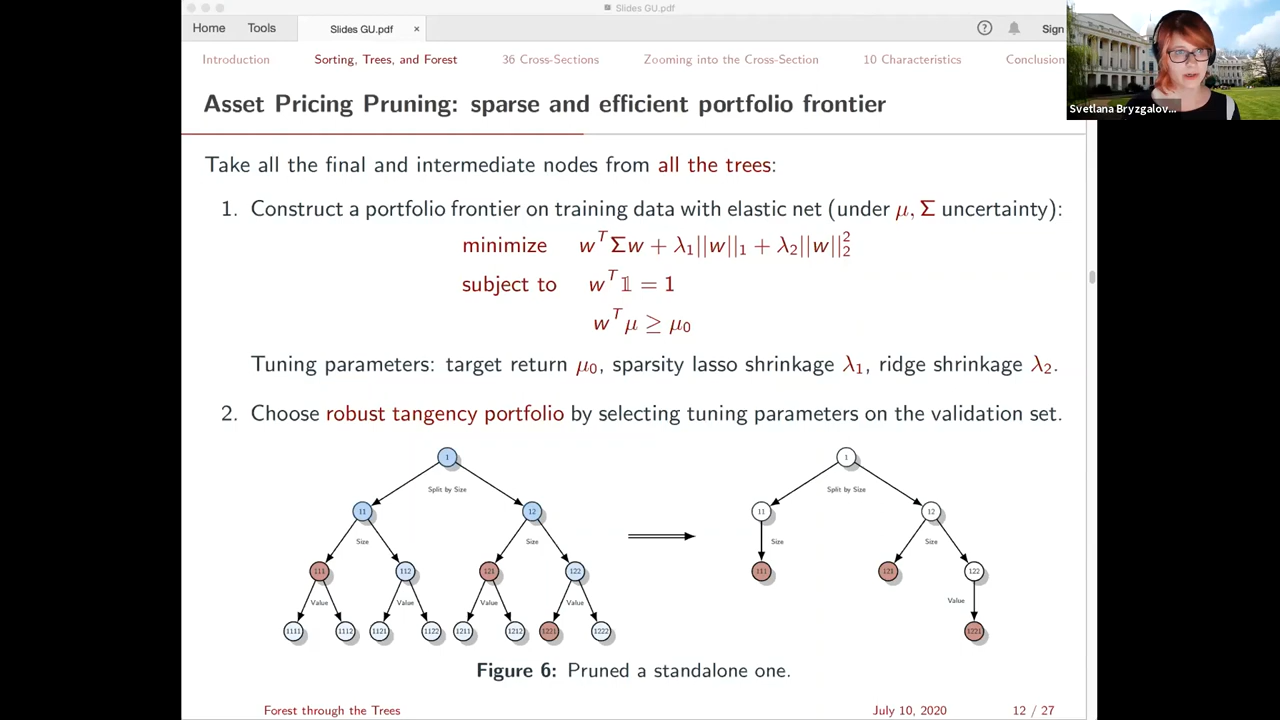 Slides GU.pdf
Home Tools Slides GU.pdf × ? Sign
Svetlana Bryzgalov...
Introduction Sorting, Trees, and Forest 36 Cross-Sections Zooming into the Cross-Section 10 Characteristics Conclusion
Asset Pricing Pruning: sparse and efficient portfolio frontier
Take all the final and intermediate nodes from all the trees:
1. Construct a portfolio frontier on training data with elastic net (under μ, Σ uncertainty):
minimize w^T Σw + λ₁||w||₁ + λ₂||w||₂²
subject to w^T 𝟙 = 1
w^T μ ≥ μ₀
Tuning parameters: target return μ₀, sparsity lasso shrinkage λ₁, ridge shrinkage λ₂.
2. Choose robust tangency portfolio by selecting tuning parameters on the validation set.
1
Split by Size
11 12
Size Size
111 112 121 122
Value Value Value Value
1111 1112 1121 1122 1211 1212 1221 1222
1
Split by Size
11 12
Size Size
111 121 122
Value
1221
Figure 6: Pruned a standalone one.
Forest through the Trees July 10, 2020 12 / 27